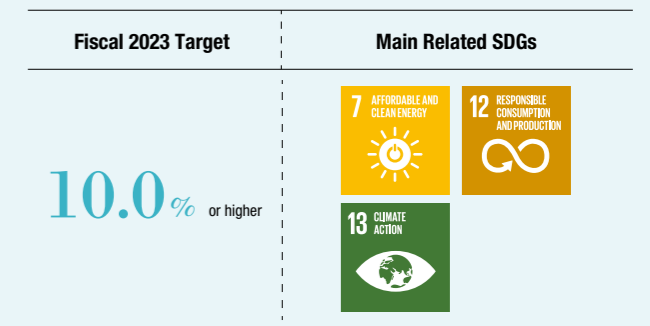 Fiscal 2023 Target
Main Related SDGs
10.0% or higher
7 AFFORDABLE AND
CLEAN ENERGY
12 RESPONSIBLE
CONSUMPTION
AND PRODUCTION
13 CLIMATE
ACTION